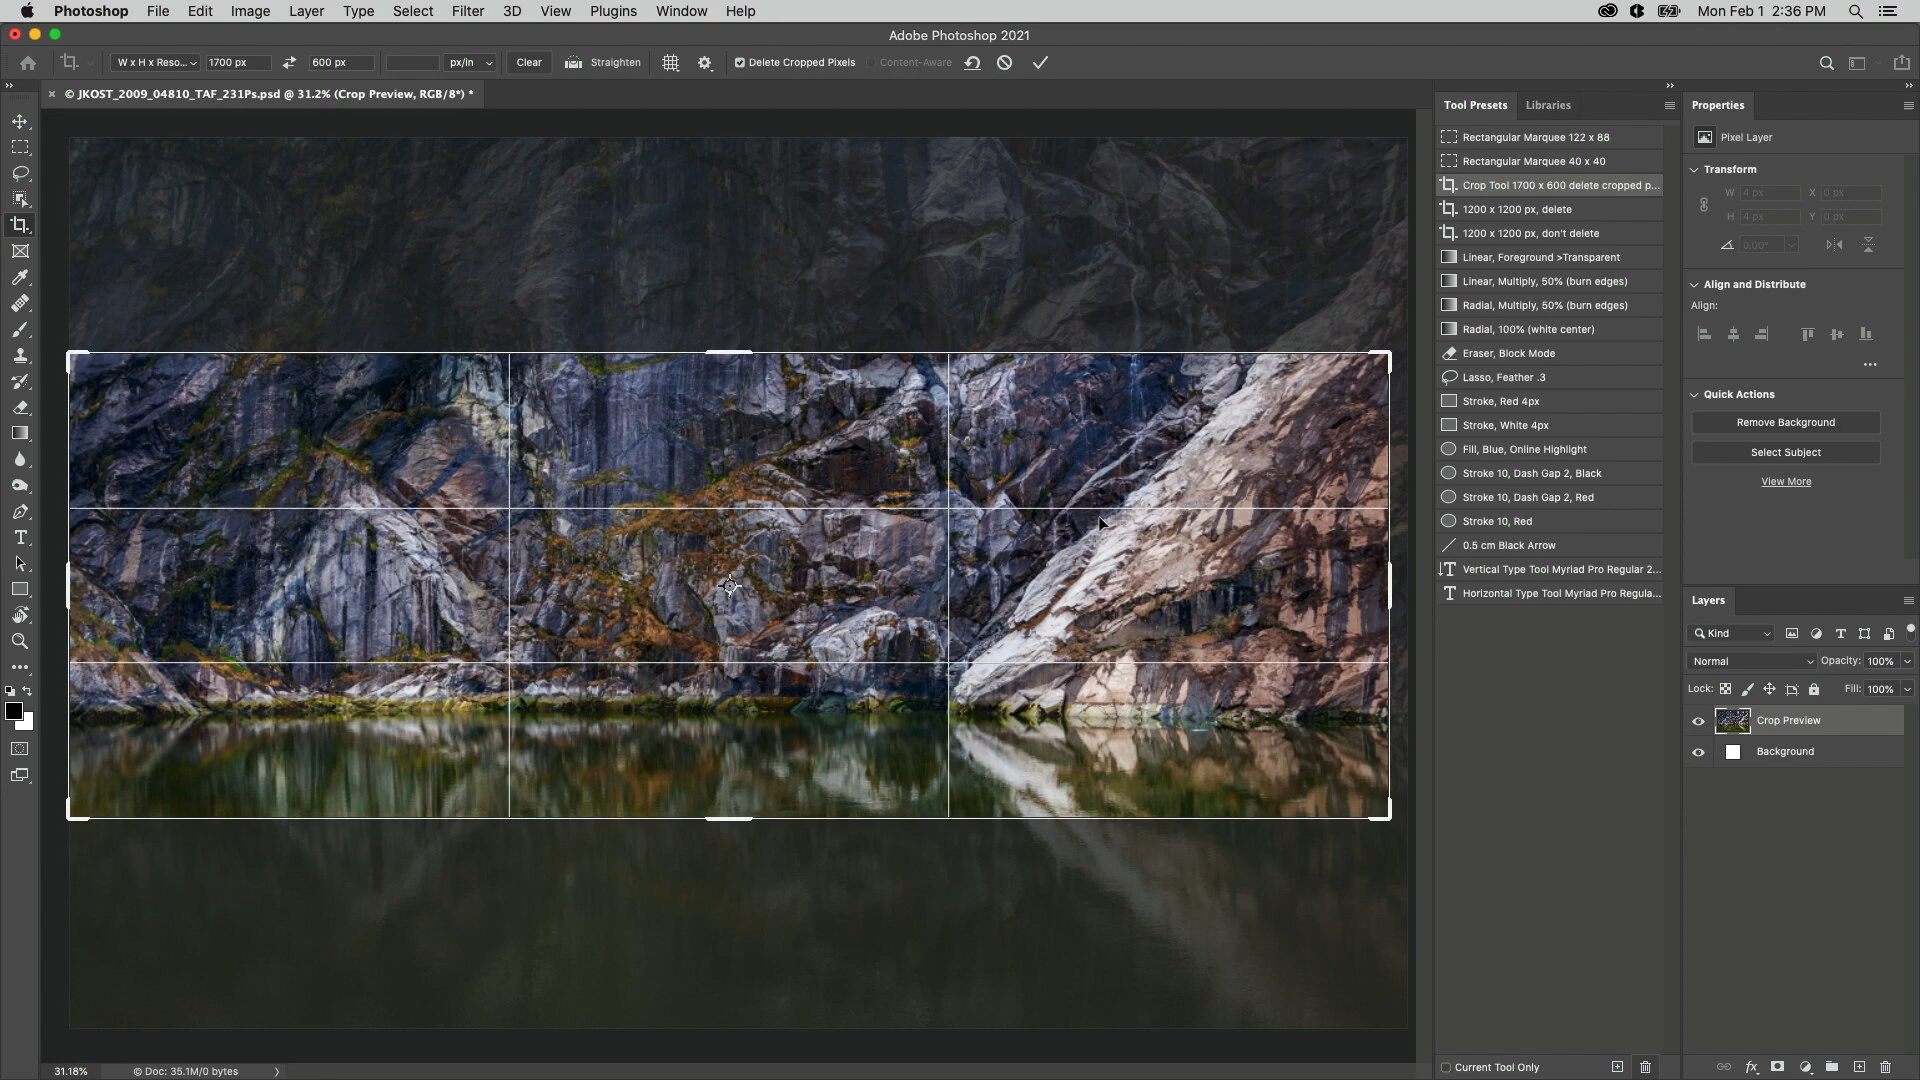 Photoshop File Edit Image Layer Type Select Filter 3D View Plugins Window Help Mon Feb 1 2:36 PM
Adobe Photoshop 2021
W x H x Reso... 1700 px 600 px px/in Clear Straighten Delete Cropped Pixels Content-Aware
© JKOST_2009_04810_TAF_231Ps.psd @ 31.2% (Crop Preview, RGB/8*) *
Tool Presets Libraries
Rectangular Marquee 122 x 88
Rectangular Marquee 40 x 40
Crop Tool 1700 x 600 delete cropped p...
1200 x 1200 px, delete
1200 x 1200 px, don't delete
Linear, Foreground >Transparent
Linear, Multiply, 50% (burn edges)
Radial, Multiply, 50% (burn edges)
Radial, 100% (white center)
Eraser, Block Mode
Lasso, Feather .3
Stroke, Red 4px
Stroke, White 4px
Fill, Blue, Online Highlight
Stroke 10, Dash Gap 2, Black
Stroke 10, Dash Gap 2, Red
Stroke 10, Red
0.5 cm Black Arrow
Vertical Type Tool Myriad Pro Regular 2...
Horizontal Type Tool Myriad Pro Regula...
Current Tool Only
Properties
Pixel Layer
Transform
W 4 px X 0 px
H 4 px Y 0 px
0.00°
Align and Distribute
Align:
Quick Actions
Remove Background
Select Subject
View More
Layers
Kind
Normal Opacity: 100%
Lock: Fill: 100%
Crop Preview
Background
31.18% © Doc: 35.1M/0 bytes